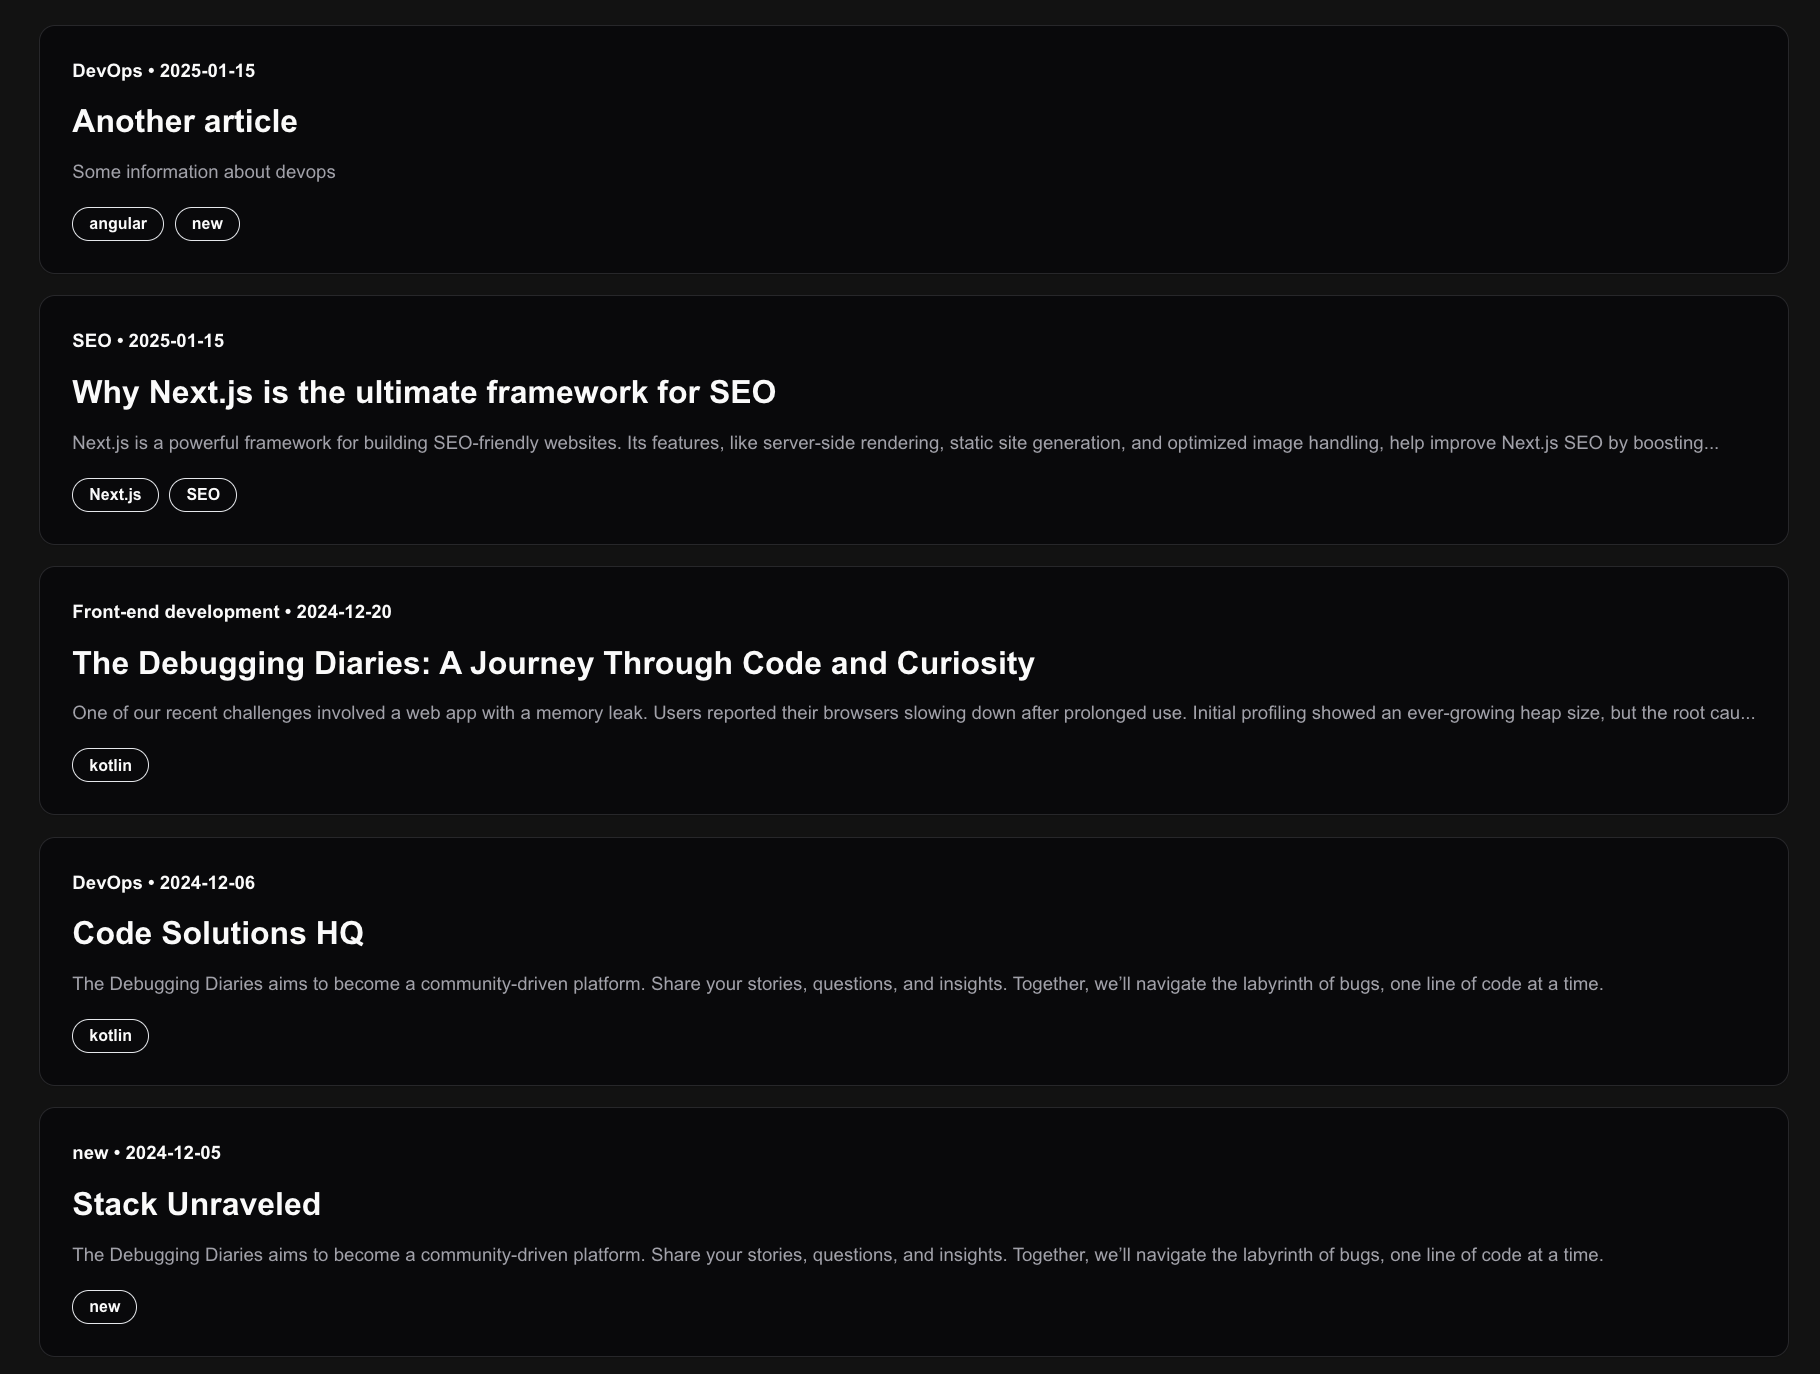 DevOps • 2025-01-15
Another article
Some information about devops
angular new
SEO • 2025-01-15
Why Next.js is the ultimate framework for SEO
Next.js is a powerful framework for building SEO-friendly websites. Its features, like server-side rendering, static site generation, and optimized image handling, help improve Next.js SEO by boosting...
Next.js SEO
Front-end development • 2024-12-20
The Debugging Diaries: A Journey Through Code and Curiosity
One of our recent challenges involved a web app with a memory leak. Users reported their browsers slowing down after prolonged use. Initial profiling showed an ever-growing heap size, but the root cau...
kotlin
DevOps • 2024-12-06
Code Solutions HQ
The Debugging Diaries aims to become a community-driven platform. Share your stories, questions, and insights. Together, we’ll navigate the labyrinth of bugs, one line of code at a time.
kotlin
new • 2024-12-05
Stack Unraveled
The Debugging Diaries aims to become a community-driven platform. Share your stories, questions, and insights. Together, we’ll navigate the labyrinth of bugs, one line of code at a time.
new